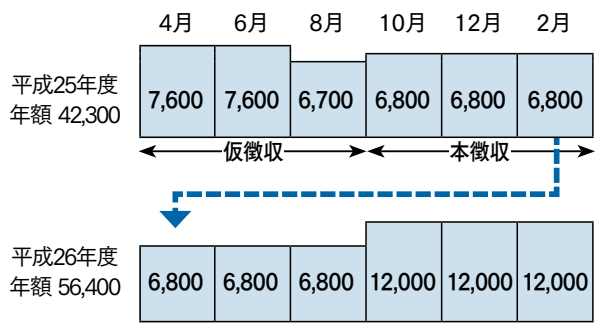 4月 6月 8月 10月 12月 2月
平成25年度
年額 42,300
7,600 7,600 6,700 6,800 6,800 6,800
仮徴収 本徴収
平成26年度
年額 56,400
6,800 6,800 6,800 12,000 12,000 12,000